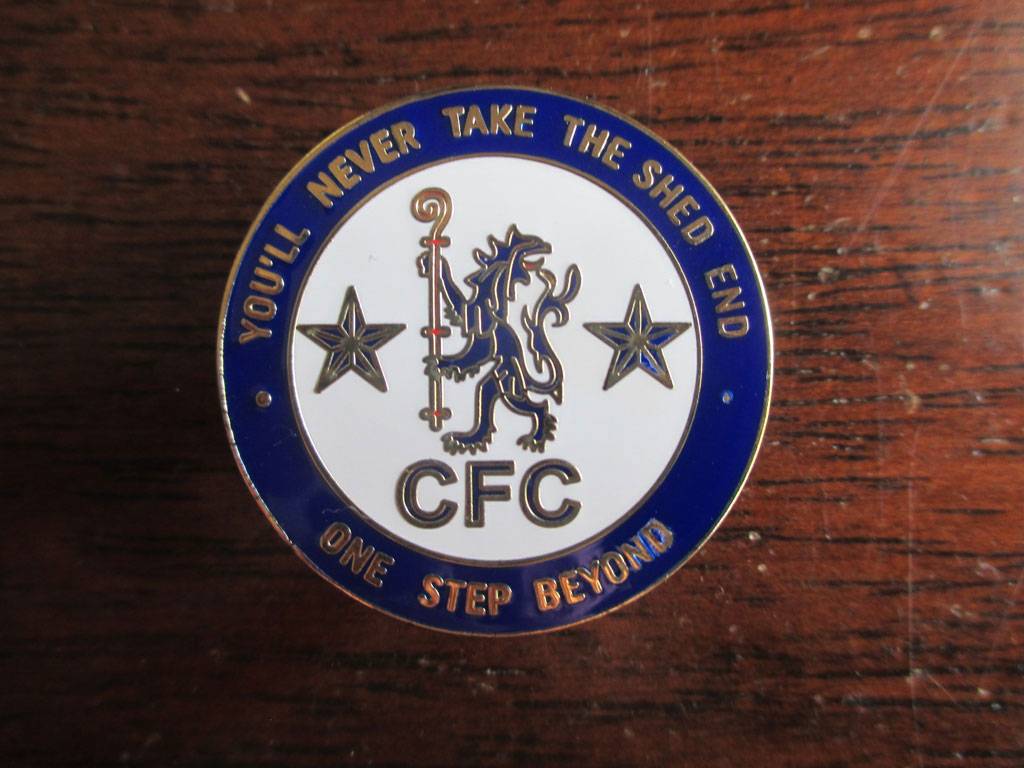 YOU'LL NEVER TAKE THE SHED END
CFC
ONE STEP BEYOND